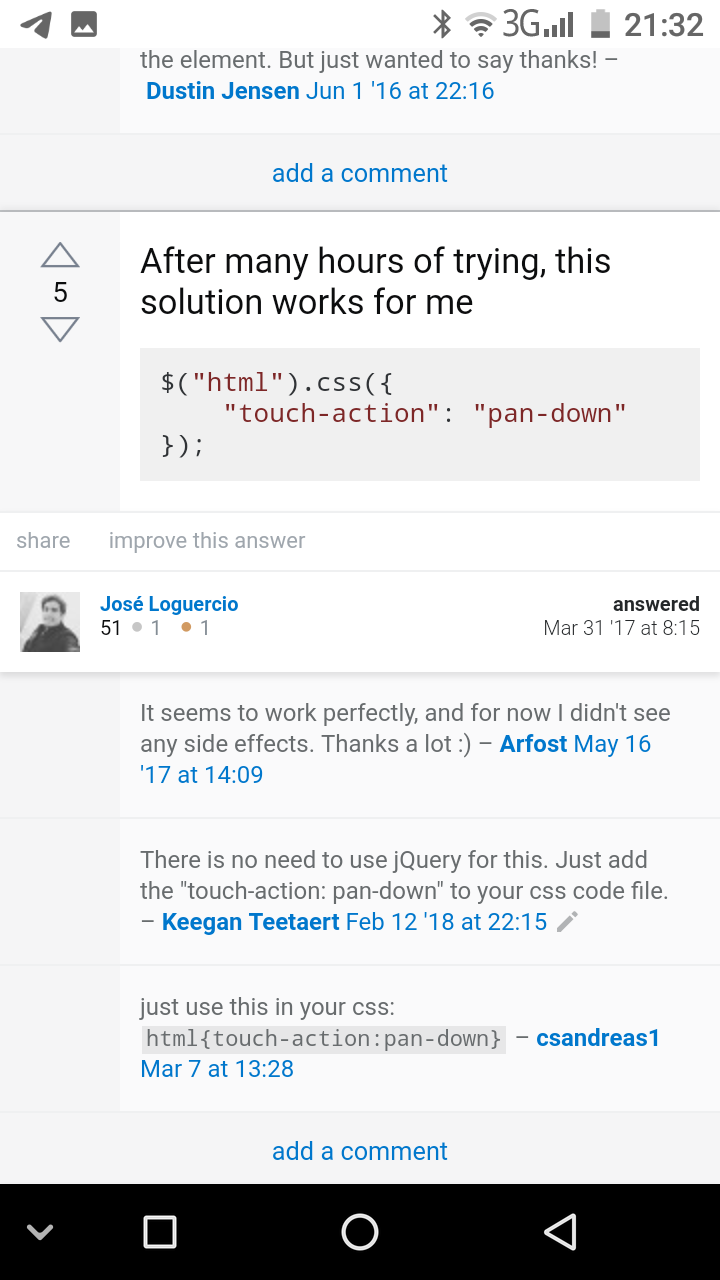 3G 21:32
the element. But just wanted to say thanks! –
Dustin Jensen Jun 1 '16 at 22:16
add a comment
5
After many hours of trying, this
solution works for me
$("html").css({
    "touch-action": "pan-down"
});
share improve this answer
José Loguercio
51 1 1
answered
Mar 31 '17 at 8:15
It seems to work perfectly, and for now I didn't see
any side effects. Thanks a lot :) – Arfost May 16
'17 at 14:09
There is no need to use jQuery for this. Just add
the "touch-action: pan-down" to your css code file.
– Keegan Teetaert Feb 12 '18 at 22:15
just use this in your css:
html{touch-action:pan-down} – csandreas1
Mar 7 at 13:28
add a comment